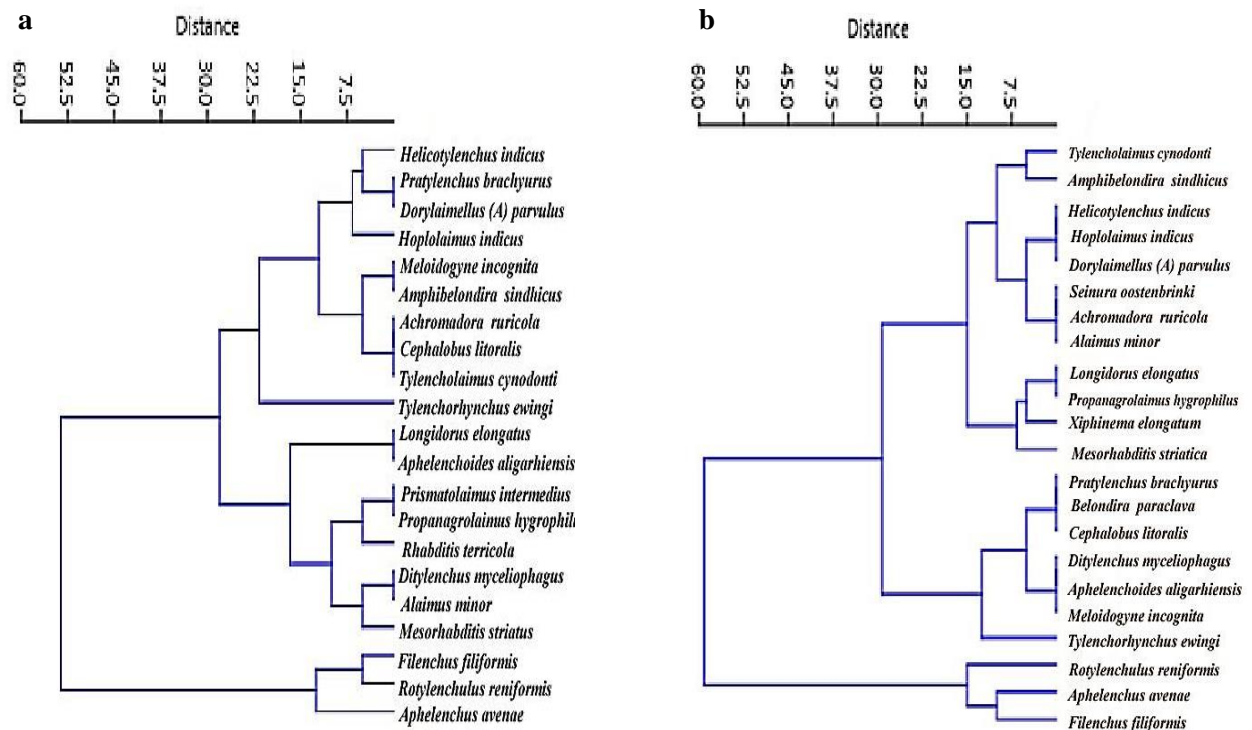 a
Distance
60.0
52.5
45.0
37.5
30.0
22.5
15.0
7.5
Helicotylenchus indicus
Pratylenchus brachyurus
Dorylaimellus (A) parvulus
Hoplolaimus indicus
Meloidogyne incognita
Amphibelondira sindhicus
Achromadora ruricola
Cephalobus litoralis
Tylencholaimus cynodonti
Tylenchorhynchus ewingi
Longidorus elongatus
Aphelenchoides aligarhiensis
Prismatolaimus intermedius
Propanagrolaimus hygrophil
Rhabditis terricola
Ditylenchus myceliophagus
Alaimus minor
Mesorhabditis striatus
Filenchus filiformis
Rotylenchulus reniformis
Aphelenchus avenae
b
Distance
60.0
52.5
45.0
37.5
30.0
22.5
15.0
7.5
Tylencholaimus cynodonti
Amphibelondira sindhicus
Helicotylenchus indicus
Hoplolaimus indicus
Dorylaimellus (A) parvulus
Seinura oostenbrinki
Achromadora ruricola
Alaimus minor
Longidorus elongatus
Propanagrolaimus hygrophilus
Xiphinema elongatum
Mesorhabditis striatica
Pratylenchus brachyurus
Belondira paraclava
Cephalobus litoralis
Ditylenchus myceliophagus
Aphelenchoides aligarhiensis
Meloidogyne incognita
Tylenchorhynchus ewingi
Rotylenchulus reniformis
Aphelenchus avenae
Filenchus filiformis